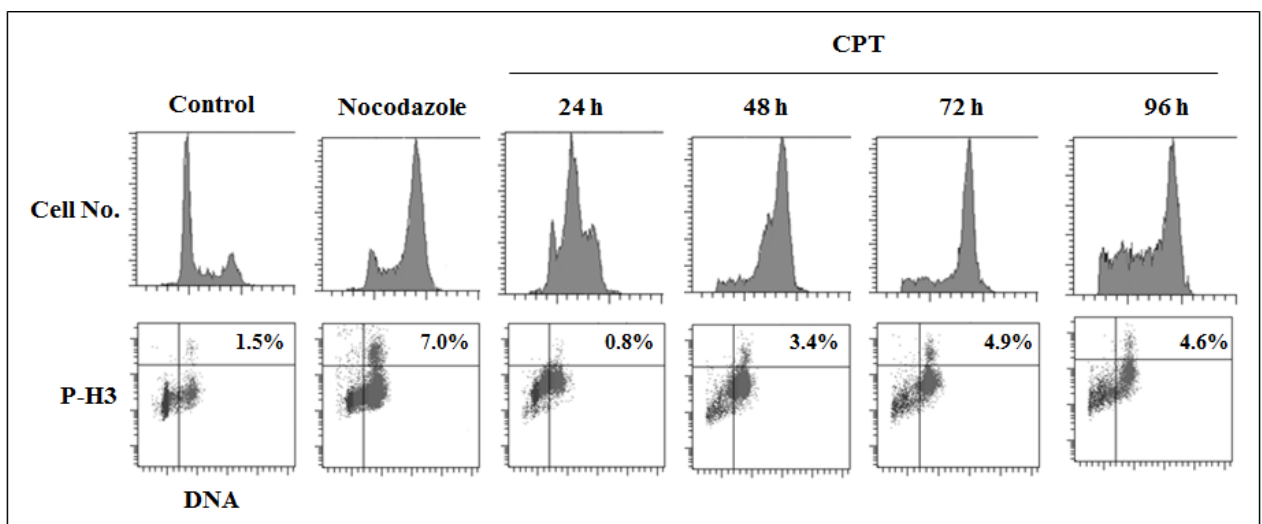 CPT
Control Nocodazole 24 h 48 h 72 h 96 h
Cell No.
1.5% 7.0% 0.8% 3.4% 4.9% 4.6%
P-H3
DNA